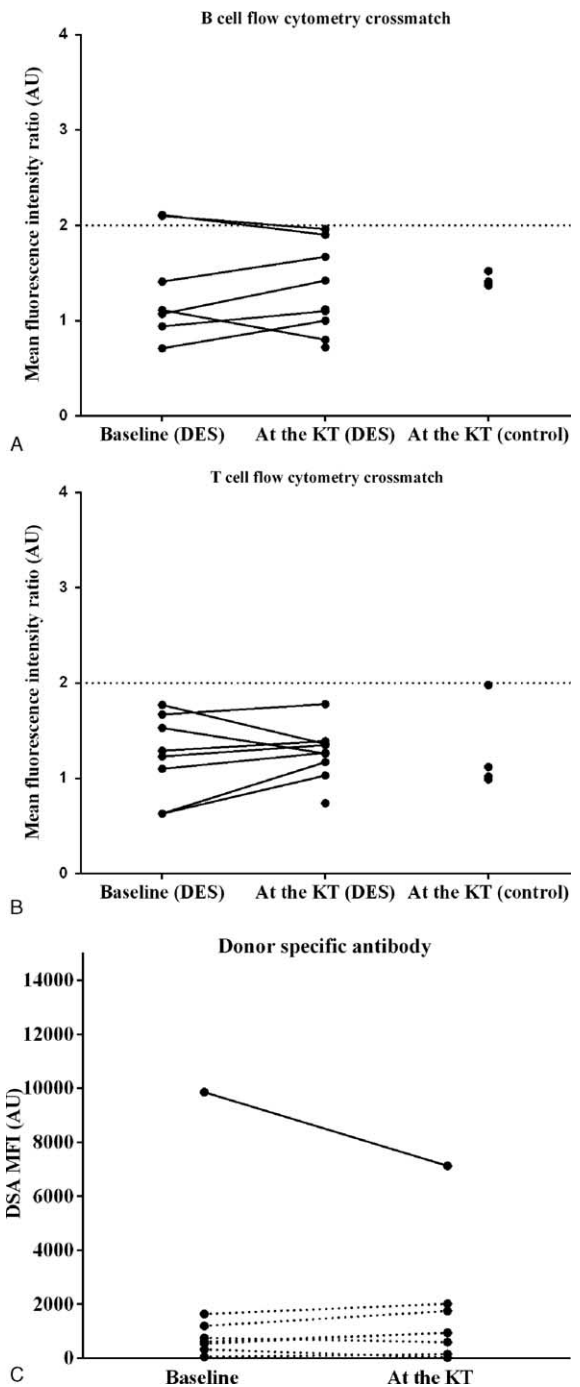 B cell flow cytometry crossmatch
Mean fluorescence intensity ratio (AU)
4
3
2
1
0
Baseline (DES) At the KT (DES) At the KT (control)
A
T cell flow cytometry crossmatch
Mean fluorescence intensity ratio (AU)
4
3
2
1
0
Baseline (DES) At the KT (DES) At the KT (control)
B
Donor specific antibody
DSA MFI (AU)
14000
12000
10000
8000
6000
4000
2000
0
Baseline At the KT
C